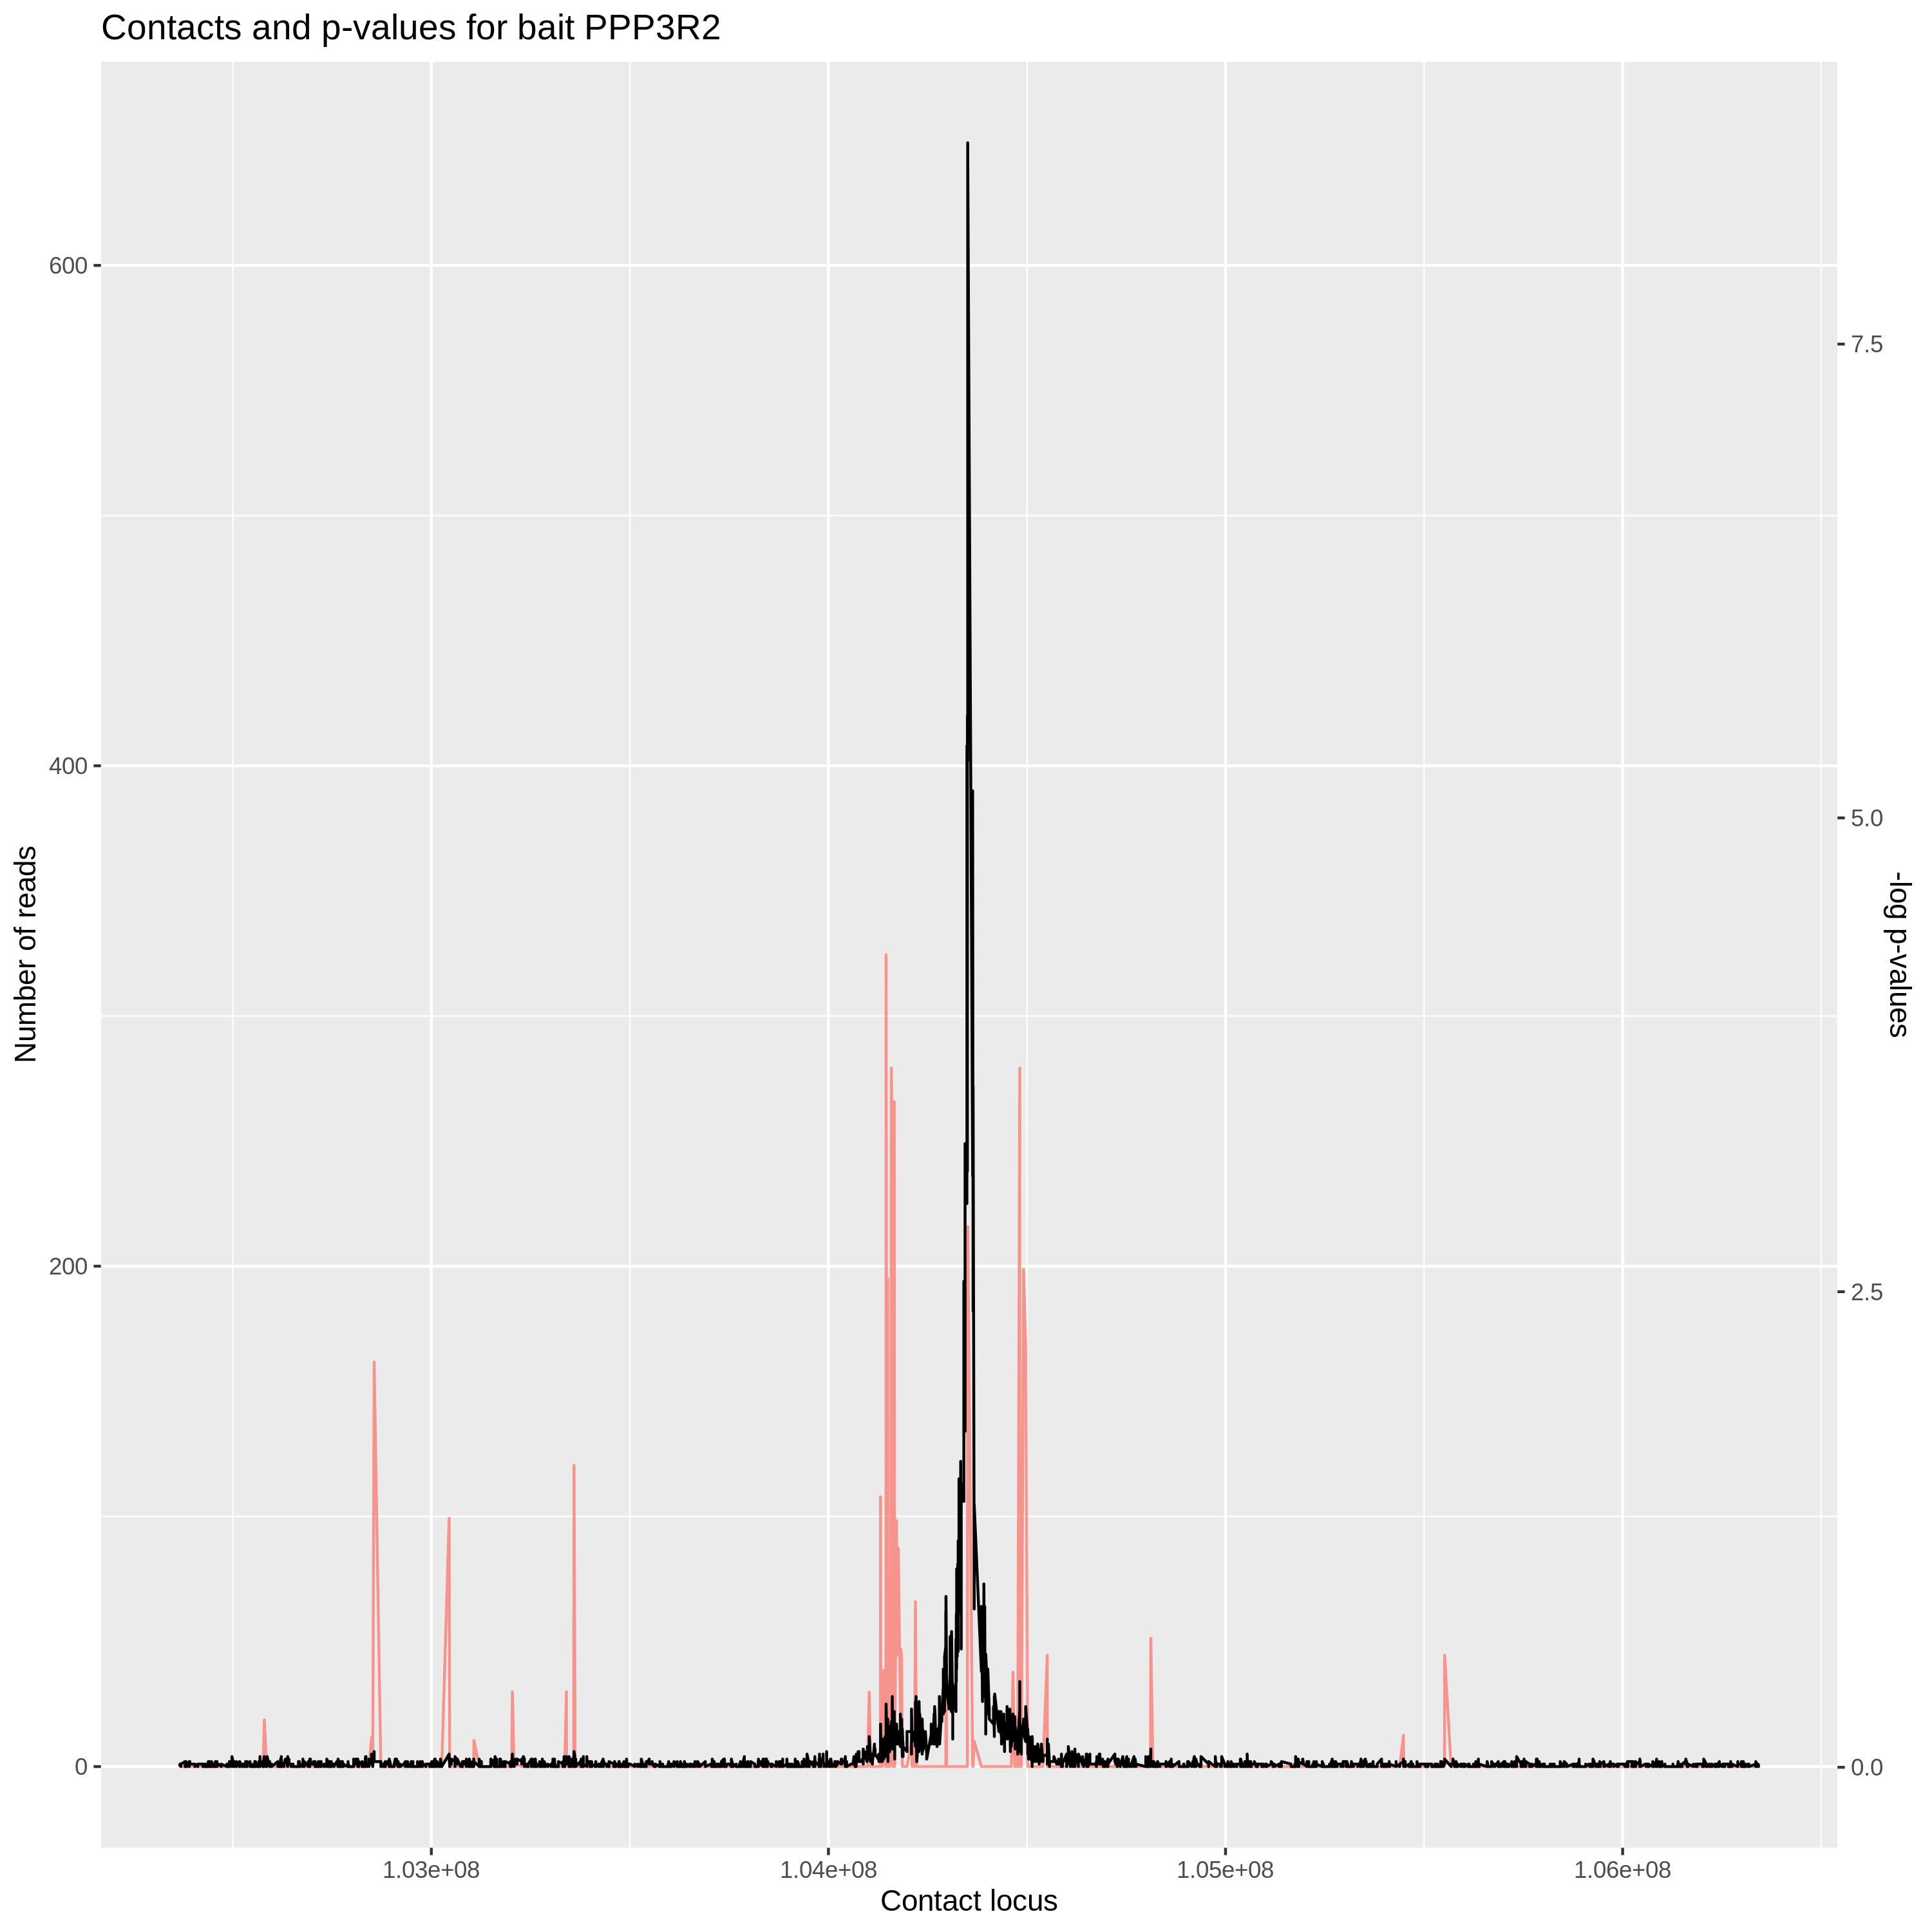 Contacts and p-values for bait PPP3R2
600
400
200
0
Number of reads
7.5
5.0
2.5
0.0
-log p-values
1.03e+08
1.04e+08
1.05e+08
1.06e+08
Contact locus